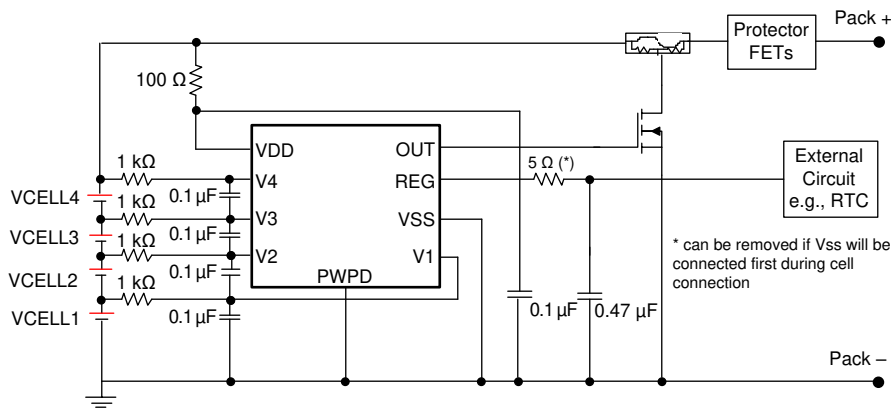 Pack +
Protector
FETs
100 Ω
VDD
OUT
1 kΩ
V4
REG
5 Ω (*)
External
Circuit
e.g., RTC
VCELL4
0.1 µF
1 kΩ
V3
VSS
VCELL3
0.1 µF
1 kΩ
V2
V1
* can be removed if Vss will be
connected first during cell
connection
VCELL2
0.1 µF
1 kΩ
PWPD
VCELL1
0.1 µF
0.1 µF
0.47 µF
Pack –